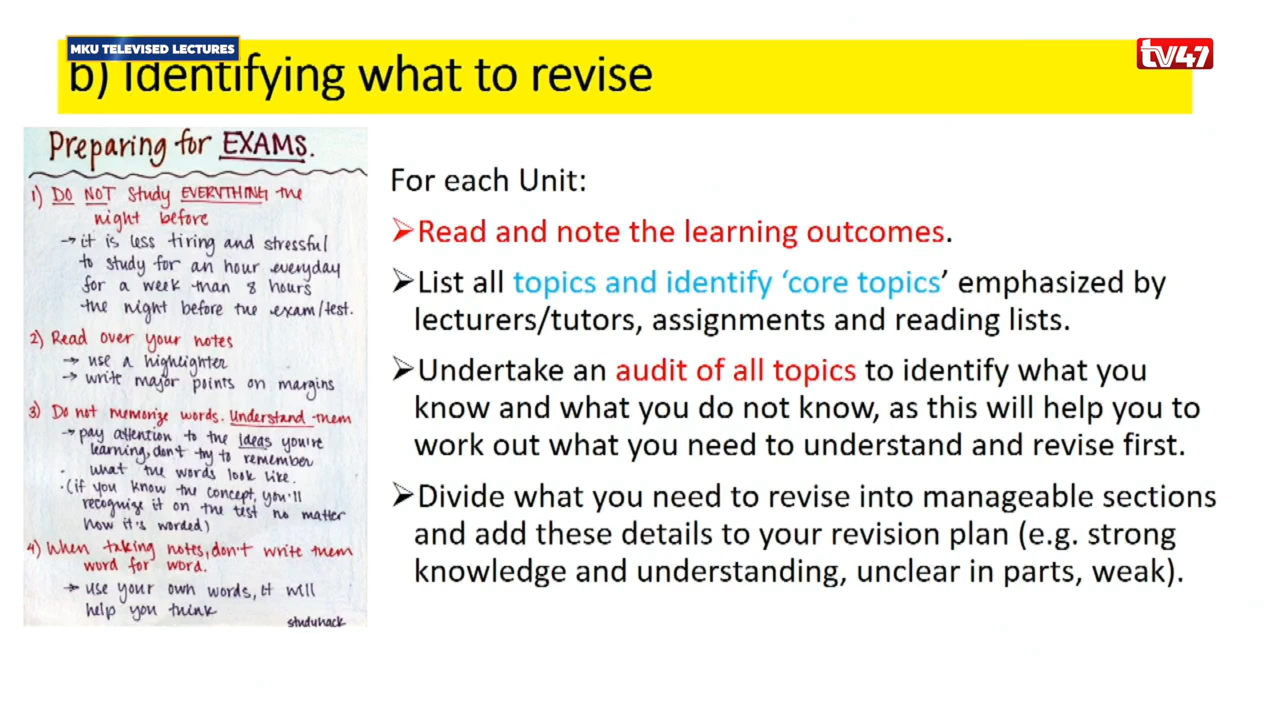 MKU TELEVISED LECTURES
tv47
b) Identifying what to revise
Preparing for EXAMS.
1) DO NOT study EVERYTHING the
night before
→ it is less tiring and stressful
to study for an hour everyday
for a week than 8 hours
the night before the exam/test.
2) Read over your notes
→ use a highlighter
→ write major points on margins
3) Do not memorize words. Understand them
→ pay attention to the ideas you're
learning, don't try to remember
what the words look like.
• (if you know the concept, you'll
recognize it on the test no matter
how it's worded)
4) When taking notes, don't write them
word for word.
→ use your own words, it will
help you think
studyhack
For each Unit:
➢Read and note the learning outcomes.
➢List all topics and identify ‘core topics’ emphasized by
lecturers/tutors, assignments and reading lists.
➢Undertake an audit of all topics to identify what you
know and what you do not know, as this will help you to
work out what you need to understand and revise first.
➢Divide what you need to revise into manageable sections
and add these details to your revision plan (e.g. strong
knowledge and understanding, unclear in parts, weak).